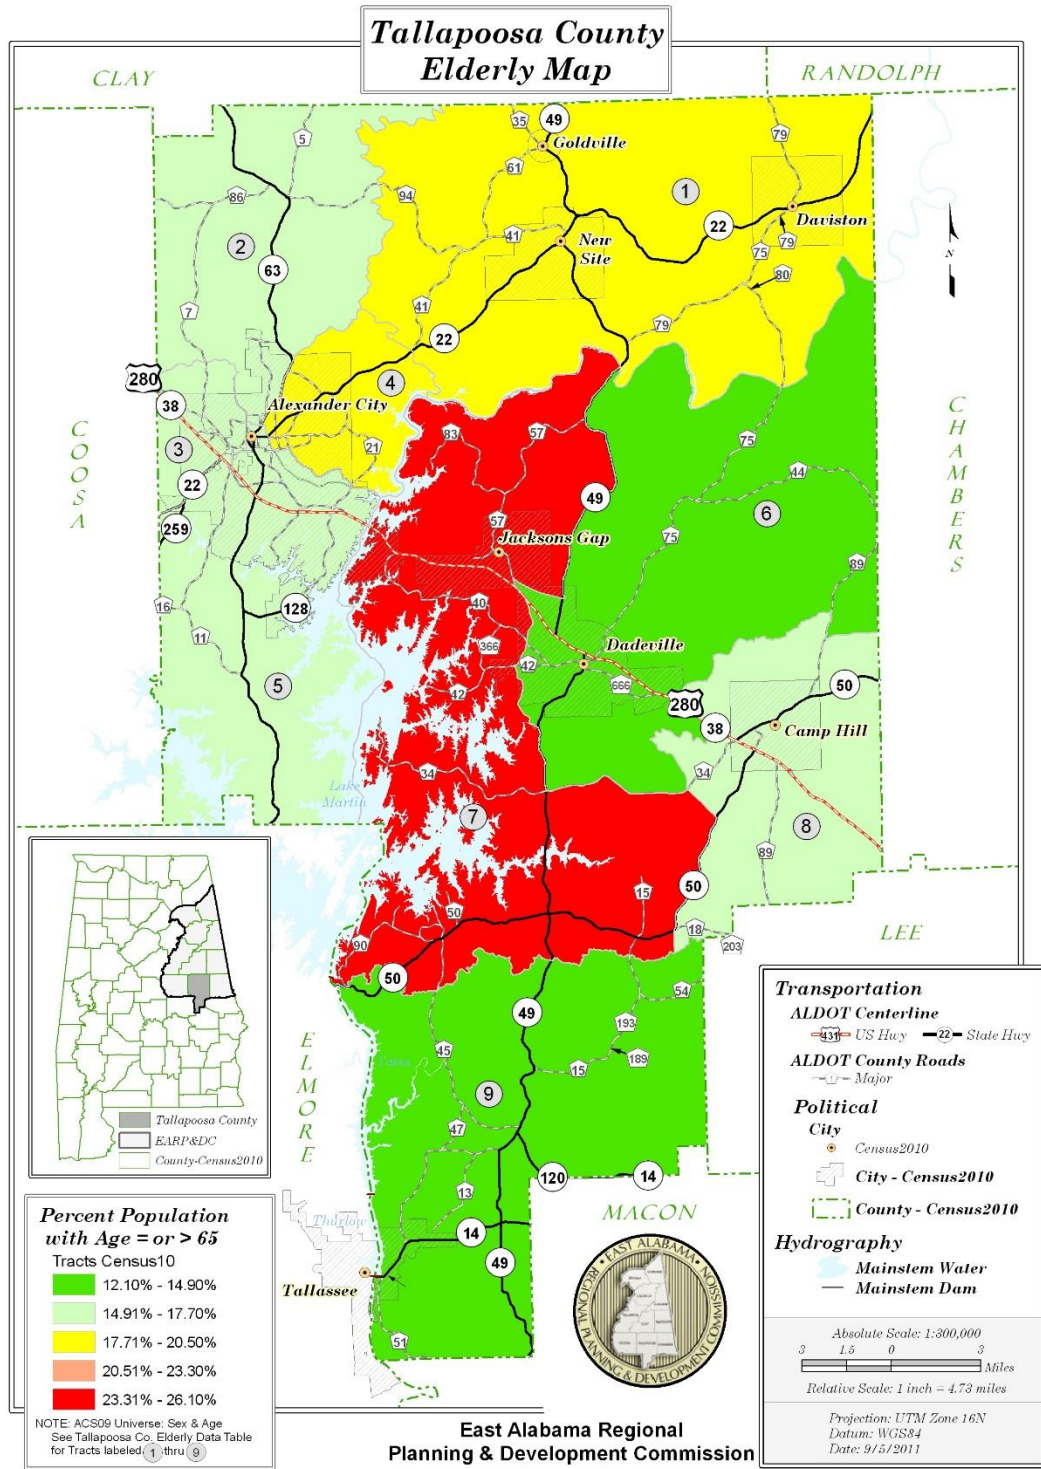 Tallapoosa County
Elderly Map
CLAY
RANDOLPH
35
49
Goldville
5
79
61
86
94
1
2
41
22
Daviston
New
Site
79
75
63
80
7
41
79
22
4
280
38
Alexander City
COOSA
CHAMBERS
3
21
83
57
75
44
22
49
6
259
57
75
Jacksons Gap
89
16
128
40
11
366
Dadeville
42
666
5
42
280
50
38
Camp Hill
34
34
Lake
Martin
7
8
89
50
15
50
90
18
203
LEE
50
54
49
193
ELMORE
Yates
45
189
15
9
47
13
120
14
Thurlow
14
MACON
49
Tallassee
51
Tallapoosa County
EARP&DC
County-Census2010
Percent Population
with Age = or > 65
Tracts Census10
12.10% - 14.90%
14.91% - 17.70%
17.71% - 20.50%
20.51% - 23.30%
23.31% - 26.10%
NOTE: ACS09 Universe: Sex & Age
See Tallapoosa Co. Elderly Data Table
for Tracts labeled 1 thru 9
EAST ALABAMA
REGIONAL PLANNING & DEVELOPMENT COMMISSION
East Alabama Regional
Planning & Development Commission
N
Transportation
ALDOT Centerline
431 US Hwy 22 State Hwy
ALDOT County Roads
Major
Political
City
Census2010
City - Census2010
County - Census2010
Hydrography
Mainstem Water
Mainstem Dam
Absolute Scale: 1:300,000
3 1.5 0 3
Miles
Relative Scale: 1 inch = 4.73 miles
Projection: UTM Zone 16N
Datum: WGS84
Date: 9/5/2011